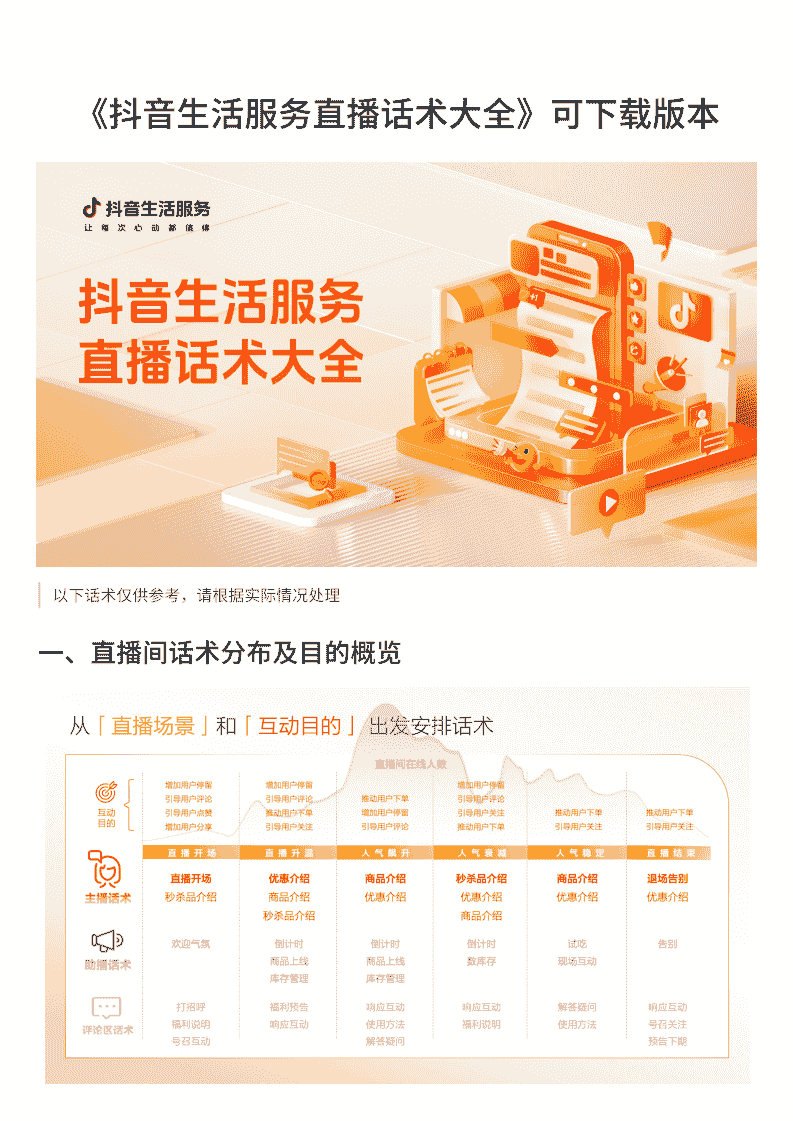 《抖音生活服务直播话术大全》可下载版本
抖音生活服务
让每次心动都值得
抖音生活服务
直播话术大全
以下话术仅供参考，请根据实际情况处理
一、直播间话术分布及目的概览
从「直播场景」和「互动目的」出发安排话术
直播间在线人数
互动
目的
增加用户停留
引导用户评论
引导用户点赞
增加用户分享
增加用户停留
引导用户评论
推动用户下单
引导用户关注
推动用户下单
增加用户停留
引导用户评论
增加用户停留
引导用户评论
引导用户关注
推动用户下单
推动用户下单
引导用户关注
推动用户下单
引导用户关注
直播开场 直播升温 人气飙升 人气衰减 人气稳定 直播结束
主播话术
直播开场
秒杀品介绍
优惠介绍
商品介绍
秒杀品介绍
商品介绍
优惠介绍
秒杀品介绍
优惠介绍
商品介绍
商品介绍
优惠介绍
退场告别
优惠介绍
助播话术
欢迎气氛
倒计时
商品上线
库存管理
倒计时
商品上线
库存管理
倒计时
数库存
试吃
现场互动
告别
评论区话术
打招呼
福利说明
号召互动
福利预告
响应互动
响应互动
使用方法
解答疑问
响应互动
福利说明
解答疑问
使用方法
响应互动
号召关注
预告下期